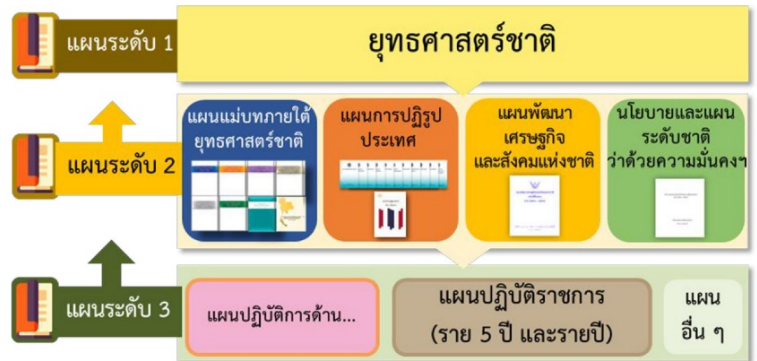 แผนระดับ 1
ยุทธศาสตร์ชาติ
แผนระดับ 2
แผนแม่บทภายใต้
ยุทธศาสตร์ชาติ
แผนการปฏิรูป
ประเทศ
แผนพัฒนา
เศรษฐกิจ
และสังคมแห่งชาติ
นโยบายและแผน
ระดับชาติ
ว่าด้วยความมั่นคงฯ
แผนระดับ 3
แผนปฏิบัติการด้าน...
แผนปฏิบัติราชการ
(ราย 5 ปี และรายปี)
แผน
อื่น ๆ